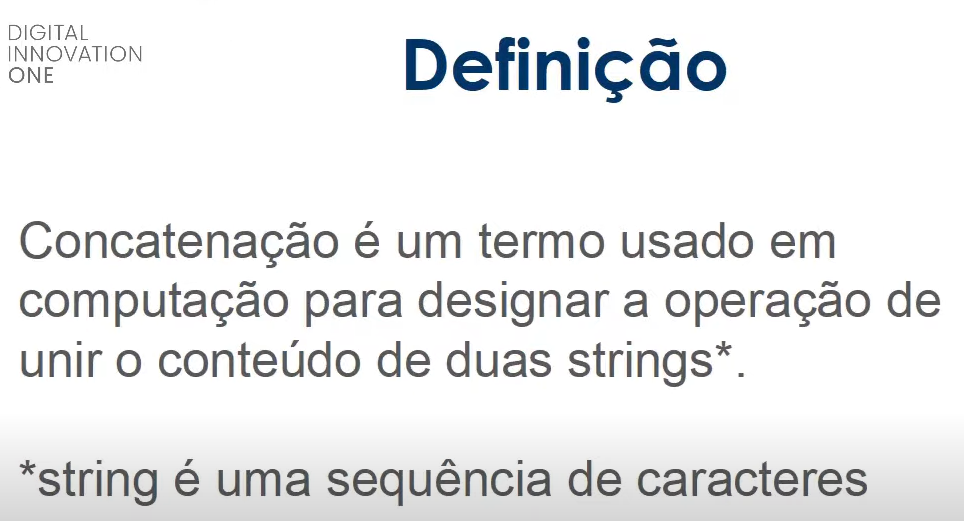 DIGITAL
INNOVATION
ONE
Definição
Concatenação é um termo usado em
computação para designar a operação de
unir o conteúdo de duas strings*.
*string é uma sequência de caracteres